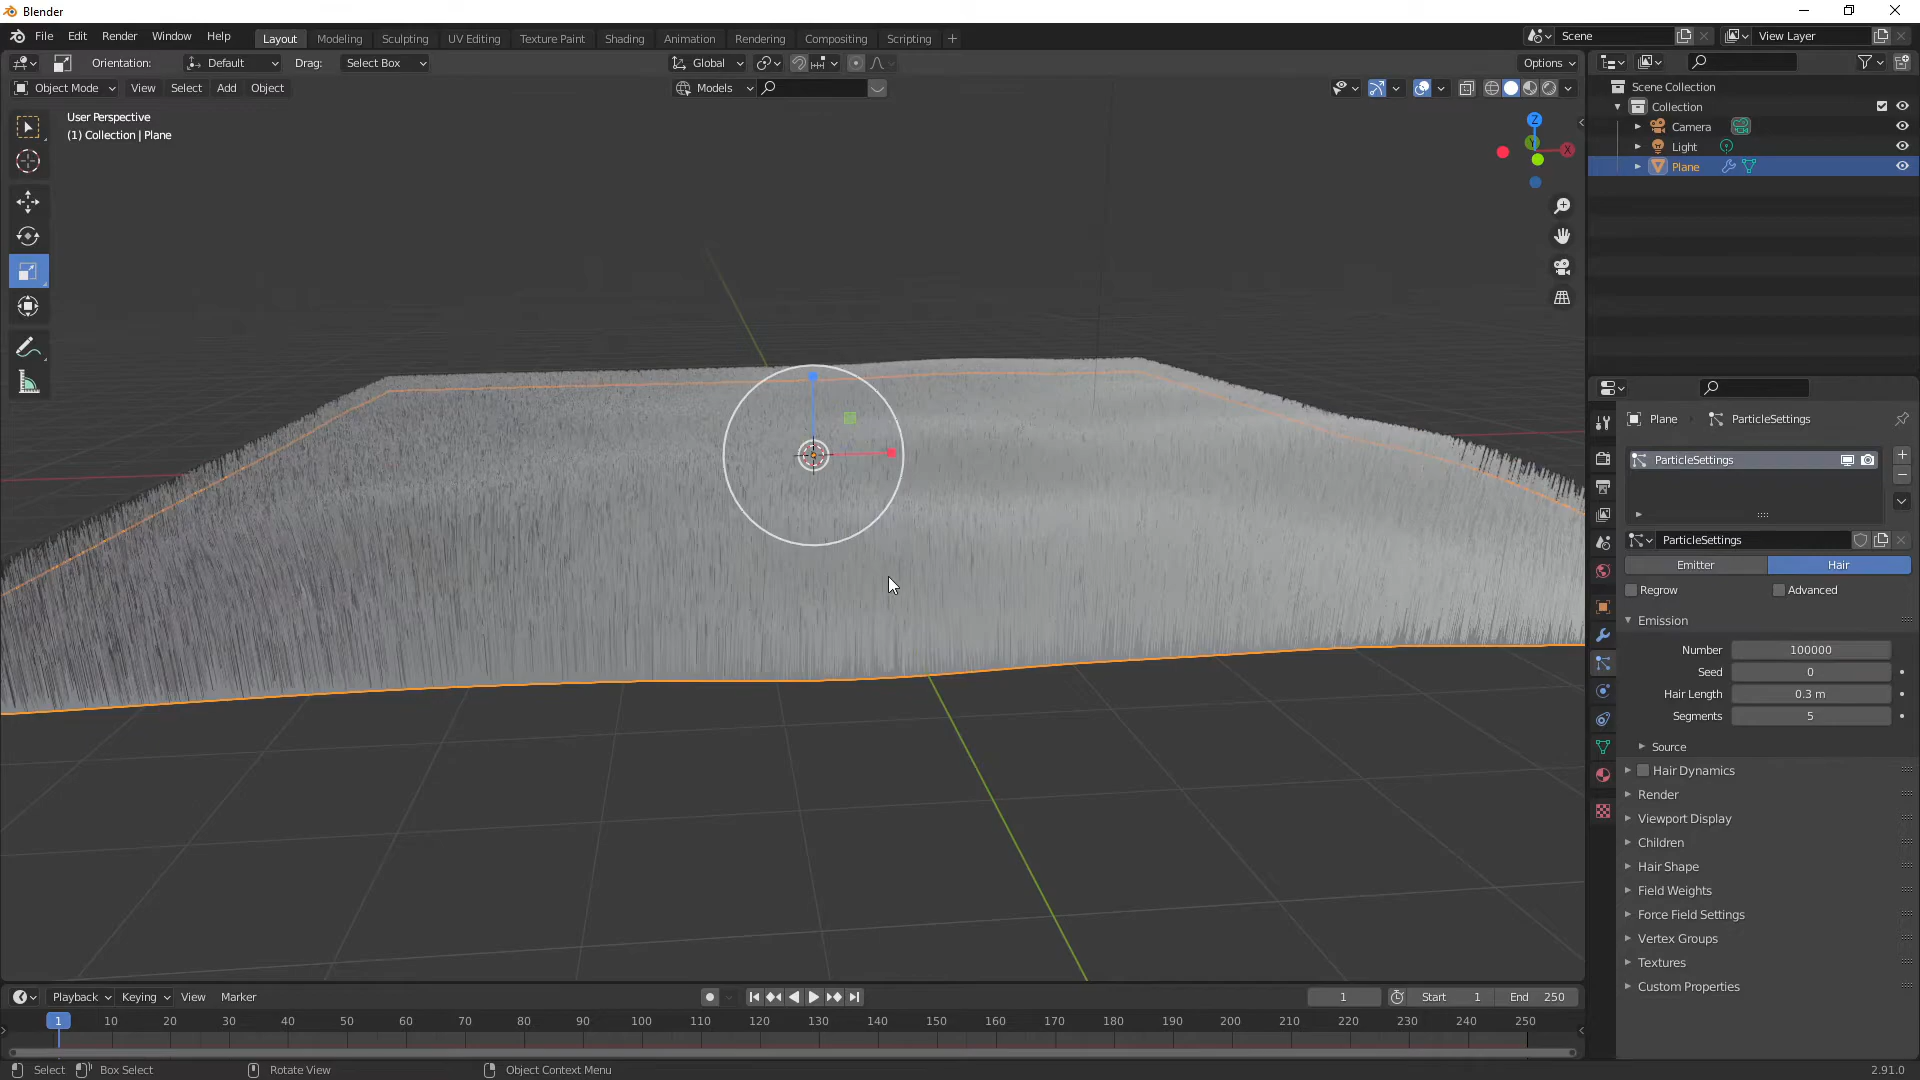 Blender
File Edit Render Window Help Layout Modeling Sculpting UV Editing Texture Paint Shading Animation Rendering Compositing Scripting + Scene View Layer
Orientation: Default Drag: Select Box Global Options
Object Mode View Select Add Object Models
User Perspective
(1) Collection | Plane
Z
Y
X
Scene Collection
Collection
Camera
Light
Plane
Plane ParticleSettings
ParticleSettings
ParticleSettings
Emitter Hair
Regrow Advanced
Emission
Number 100000
Seed 0
Hair Length 0.3 m
Segments 5
Source
Hair Dynamics
Render
Viewport Display
Children
Hair Shape
Field Weights
Force Field Settings
Vertex Groups
Textures
Custom Properties
Playback Keying View Marker 1 Start 1 End 250
1 10 20 30 40 50 60 70 80 90 100 110 120 130 140 150 160 170 180 190 200 210 220 230 240 250
Select Box Select Rotate View Object Context Menu 2.91.0